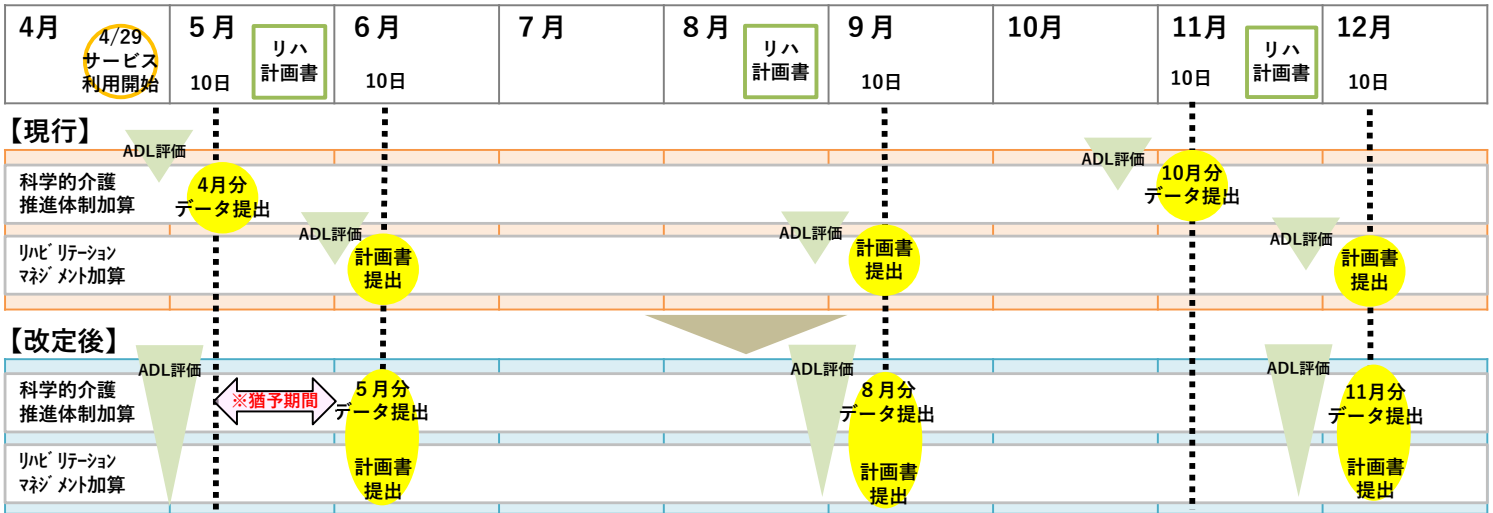 4月
4/29
サービス
利用開始
5月
10日
リハ
計画書
6月
10日
7月
8月
リハ
計画書
9月
10日
10月
11月
10日
リハ
計画書
12月
10日
【現行】
ADL評価
科学的介護
推進体制加算
4月分
データ提出
ADL評価
10月分
データ提出
リハビリテーション
マネジメント加算
ADL評価
計画書
提出
ADL評価
計画書
提出
ADL評価
計画書
提出
【改定後】
ADL評価
科学的介護
推進体制加算
※猶予期間
5月分
データ提出
ADL評価
8月分
データ提出
ADL評価
11月分
データ提出
リハビリテーション
マネジメント加算
計画書
提出
計画書
提出
計画書
提出